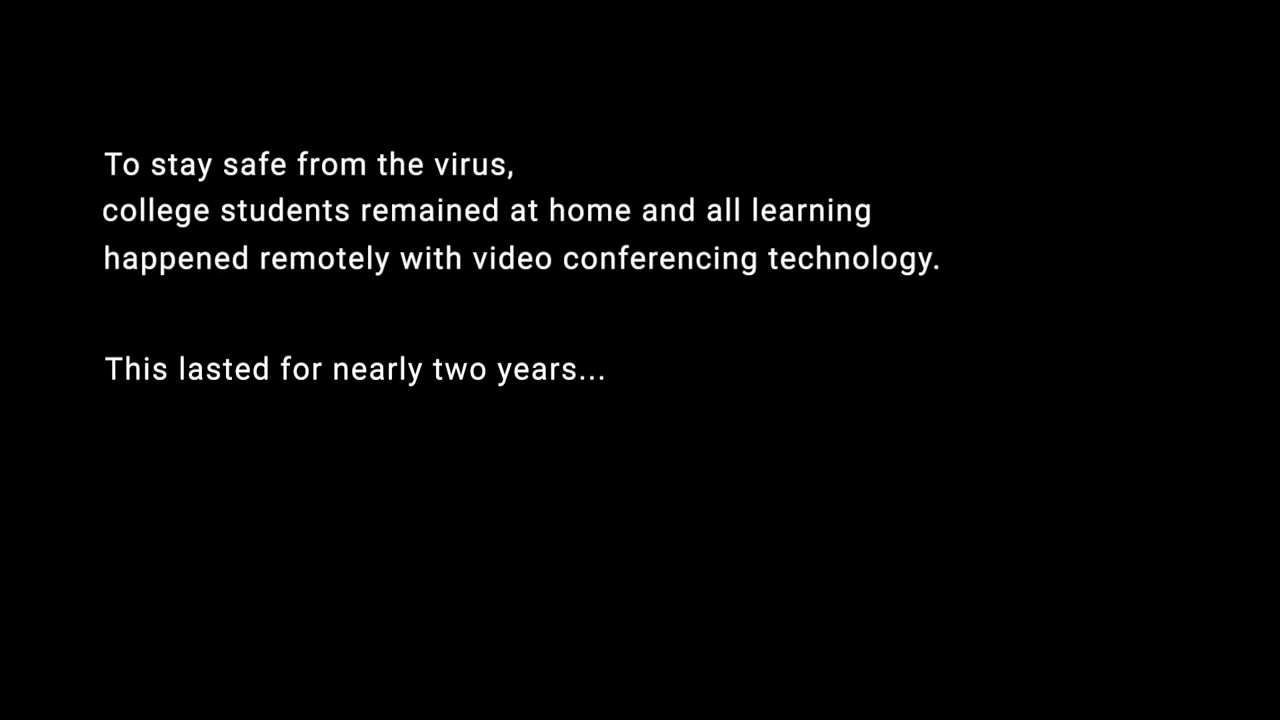 To stay safe from the virus,
college students remained at home and all learning
happened remotely with video conferencing technology.
This lasted for nearly two years...